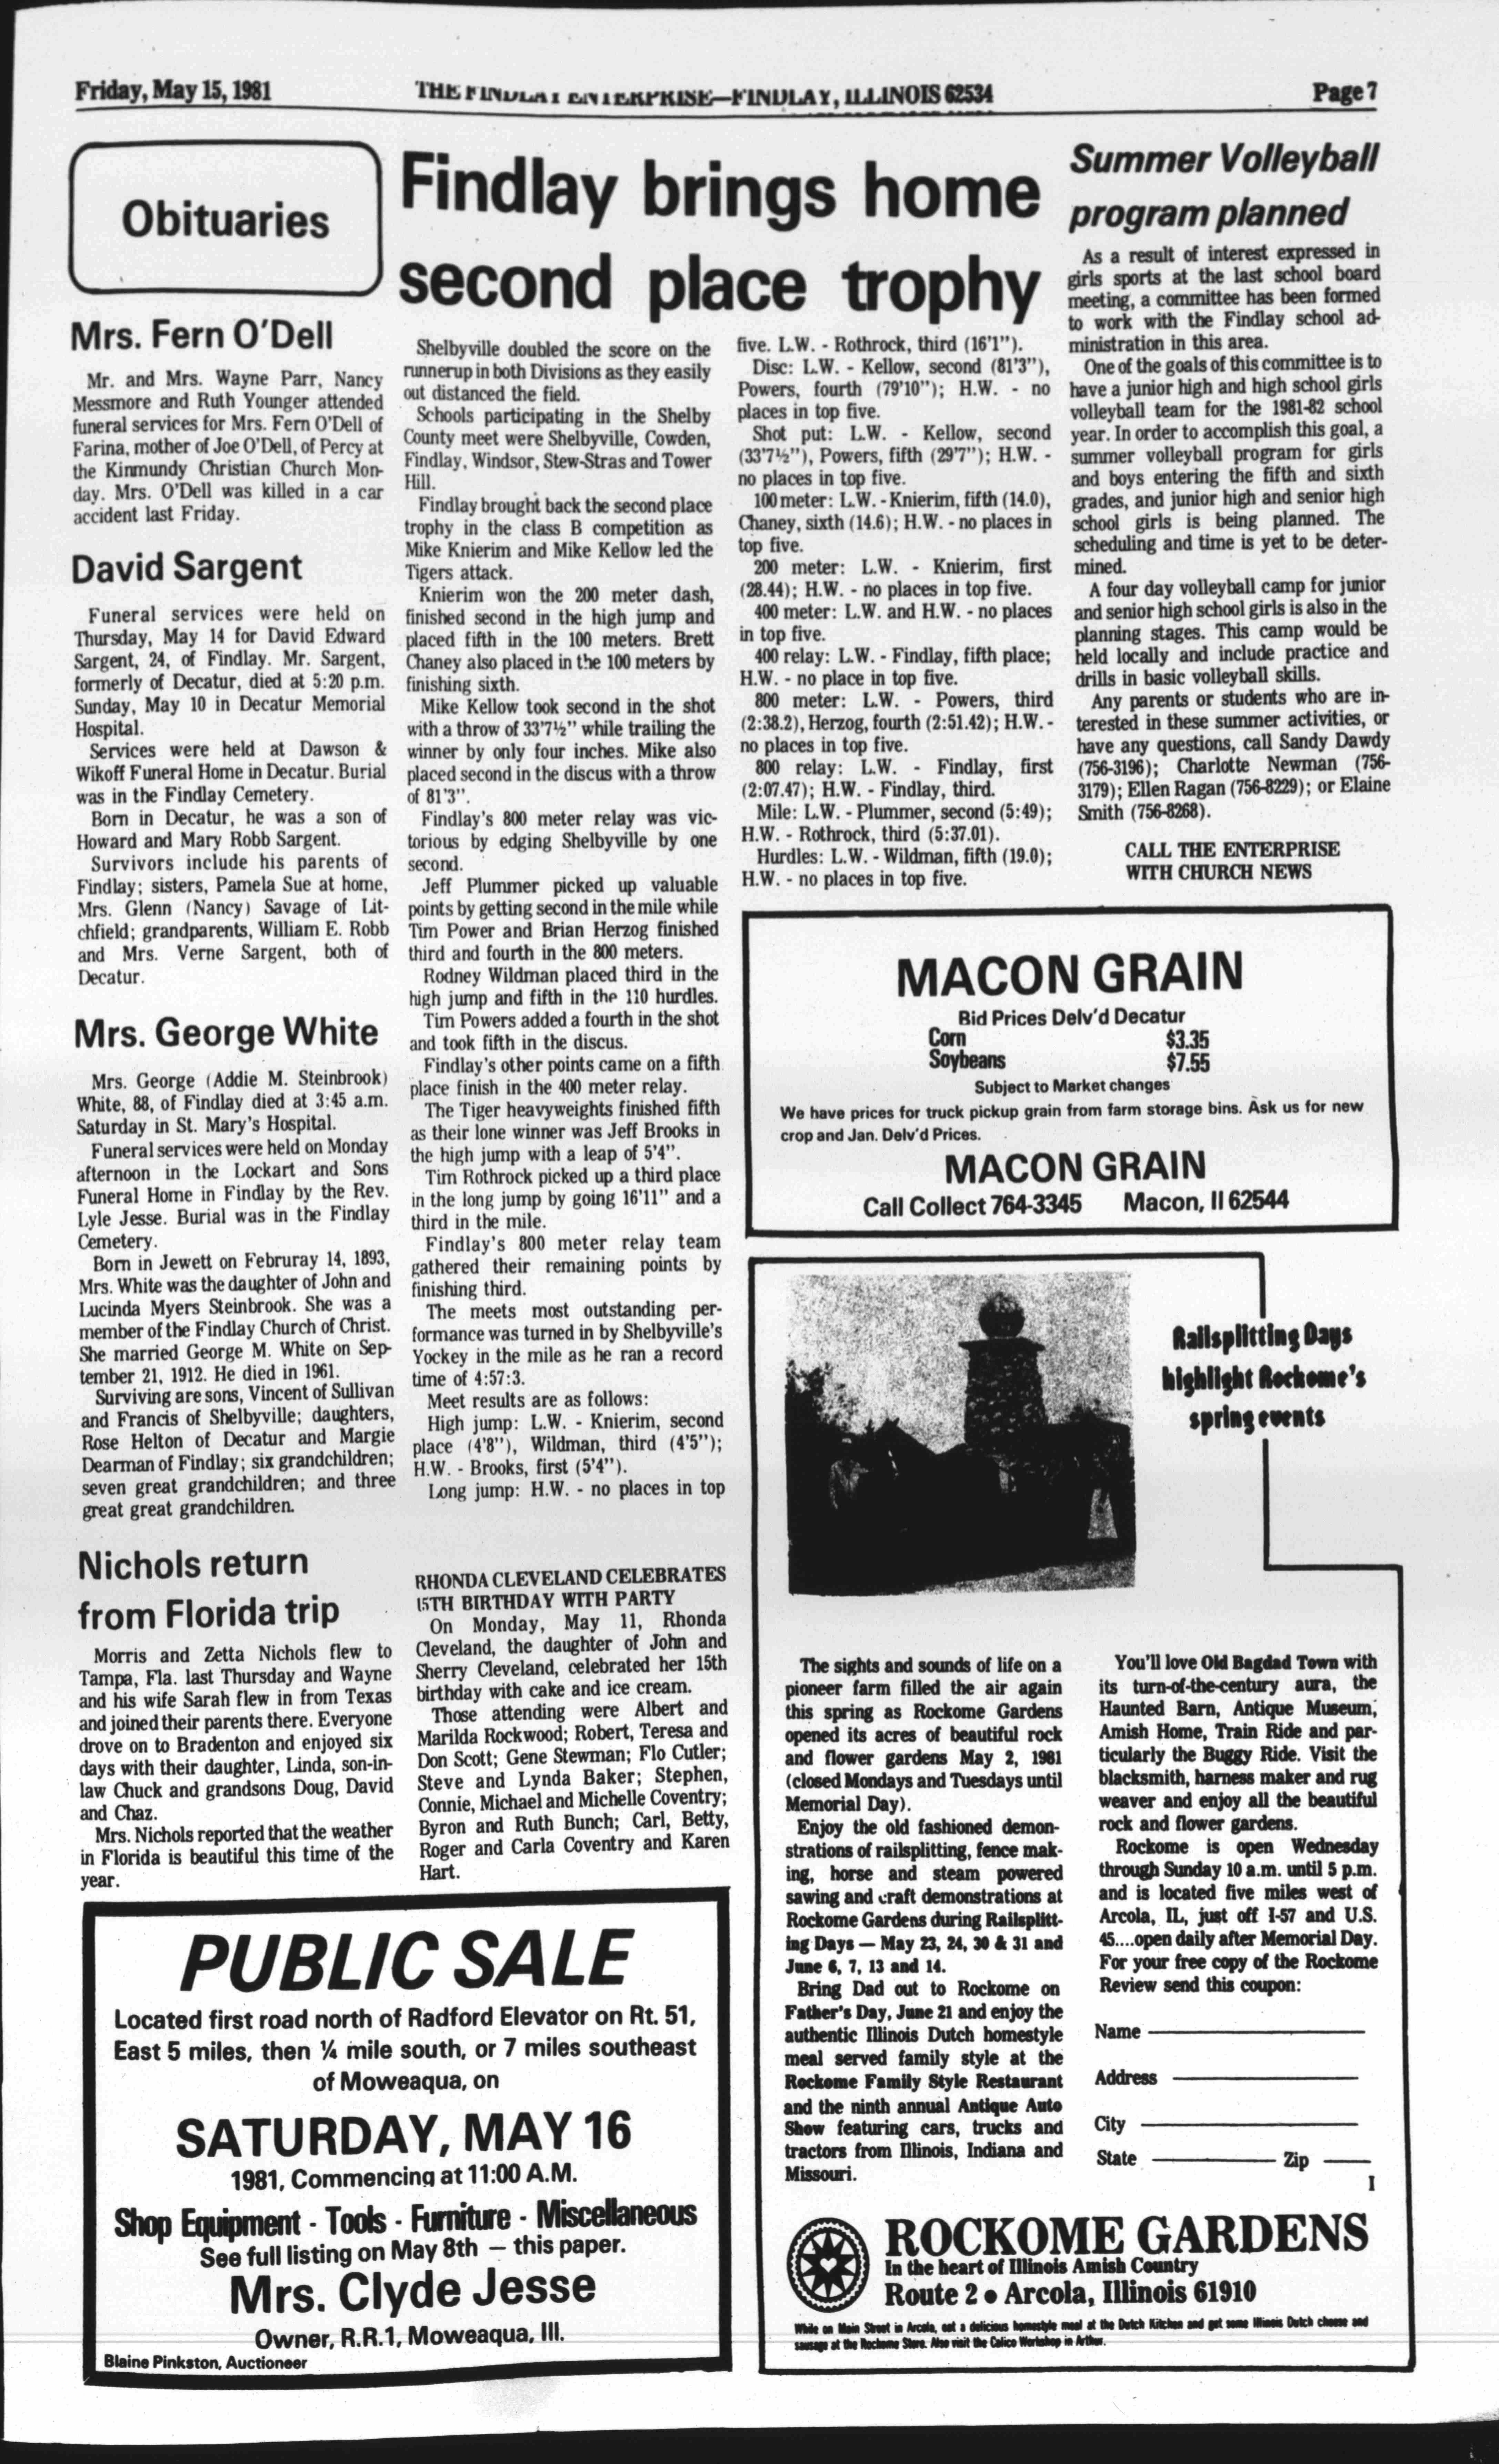 Friday, May 15, 1981
THE FINDLAY ENTERPRISE—FINDLAY, ILLINOIS 62534
Page 7
Obituaries
Mrs. Fern O'Dell
Mr. and Mrs. Wayne Parr, Nancy
Messmore and Ruth Younger attended
funeral services for Mrs. Fern O'Dell of
Farina, mother of Joe O'Dell, of Percy at
the Kinmundy Christian Church Mon-
day. Mrs. O'Dell was killed in a car
accident last Friday.
David Sargent
Funeral services were held on
Thursday, May 14 for David Edward
Sargent, 24, of Findlay. Mr. Sargent,
formerly of Decatur, died at 5:20 p.m.
Sunday, May 10 in Decatur Memorial
Hospital.
Services were held at Dawson &
Wikoff Funeral Home in Decatur. Burial
was in the Findlay Cemetery.
Born in Decatur, he was a son of
Howard and Mary Robb Sargent.
Survivors include his parents of
Findlay; sisters, Pamela Sue at home,
Mrs. Glenn (Nancy) Savage of Lit-
chfield; grandparents, William E. Robb
and Mrs. Verne Sargent, both of
Decatur.
Mrs. George White
Mrs. George (Addie M. Steinbrook)
White, 88, of Findlay died at 3:45 a.m.
Saturday in St. Mary's Hospital.
Funeral services were held on Monday
afternoon in the Lockart and Sons
Funeral Home in Findlay by the Rev.
Lyle Jesse. Burial was in the Findlay
Cemetery.
Born in Jewett on Februray 14, 1893,
Mrs. White was the daughter of John and
Lucinda Myers Steinbrook. She was a
member of the Findlay Church of Christ.
She married George M. White on Sep-
tember 21, 1912. He died in 1961.
Surviving are sons, Vincent of Sullivan
and Francis of Shelbyville; daughters,
Rose Helton of Decatur and Margie
Dearman of Findlay; six grandchildren;
seven great grandchildren; and three
great great grandchildren.
Nichols return
from Florida trip
Morris and Zetta Nichols flew to
Tampa, Fla. last Thursday and Wayne
and his wife Sarah flew in from Texas
and joined their parents there. Everyone
drove on to Bradenton and enjoyed six
days with their daughter, Linda, son-in-
law Chuck and grandsons Doug, David
and Chaz.
Mrs. Nichols reported that the weather
in Florida is beautiful this time of the
year.
Findlay brings home
second place trophy
Shelbyville doubled the score on the
runnerup in both Divisions as they easily
out distanced the field.
Schools participating in the Shelby
County meet were Shelbyville, Cowden,
Findlay, Windsor, Stew-Stras and Tower
Hill.
Findlay brought back the second place
trophy in the class B competition as
Mike Knierim and Mike Kellow led the
Tigers attack.
Knierim won the 200 meter dash,
finished second in the high jump and
placed fifth in the 100 meters. Brett
Chaney also placed in the 100 meters by
finishing sixth.
Mike Kellow took second in the shot
with a throw of 33'7½" while trailing the
winner by only four inches. Mike also
placed second in the discus with a throw
of 81'3".
Findlay's 800 meter relay was vic-
torious by edging Shelbyville by one
second.
Jeff Plummer picked up valuable
points by getting second in the mile while
Tim Power and Brian Herzog finished
third and fourth in the 800 meters.
Rodney Wildman placed third in the
high jump and fifth in the 110 hurdles.
Tim Powers added a fourth in the shot
and took fifth in the discus.
Findlay's other points came on a fifth
place finish in the 400 meter relay.
The Tiger heavyweights finished fifth
as their lone winner was Jeff Brooks in
the high jump with a leap of 5'4".
Tim Rothrock picked up a third place
in the long jump by going 16'11" and a
third in the mile.
Findlay's 800 meter relay team
gathered their remaining points by
finishing third.
The meets most outstanding per-
formance was turned in by Shelbyville's
Yockey in the mile as he ran a record
time of 4:57:3.
Meet results are as follows:
High jump: L.W. - Knierim, second
place (4'8"), Wildman, third (4'5");
H.W. - Brooks, first (5'4").
Long jump: H.W. - no places in top
five. L.W. - Rothrock, third (16'1").
Disc: L.W. - Kellow, second (81'3"),
Powers, fourth (79'10"); H.W. - no
places in top five.
Shot put: L.W. - Kellow, second
(33'7½"), Powers, fifth (29'7"); H.W. -
no places in top five.
100 meter: L.W. - Knierim, fifth (14.0),
Chaney, sixth (14.6); H.W. - no places in
top five.
200 meter: L.W. - Knierim, first
(28.44); H.W. - no places in top five.
400 meter: L.W. and H.W. - no places
in top five.
400 relay: L.W. - Findlay, fifth place;
H.W. - no place in top five.
800 meter: L.W. - Powers, third
(2:38.2), Herzog, fourth (2:51.42); H.W. -
no places in top five.
800 relay: L.W. - Findlay, first
(2:07.47); H.W. - Findlay, third.
Mile: L.W. - Plummer, second (5:49);
H.W. - Rothrock, third (5:37.01).
Hurdles: L.W. - Wildman, fifth (19.0);
H.W. - no places in top five.
RHONDA CLEVELAND CELEBRATES
15TH BIRTHDAY WITH PARTY
On Monday, May 11, Rhonda
Cleveland, the daughter of John and
Sherry Cleveland, celebrated her 15th
birthday with cake and ice cream.
Those attending were Albert and
Marilda Rockwood; Robert, Teresa and
Don Scott; Gene Stewman; Flo Cutler;
Steve and Lynda Baker; Stephen,
Connie, Michael and Michelle Coventry;
Byron and Ruth Bunch; Carl, Betty,
Roger and Carla Coventry and Karen
Hart.
Summer Volleyball
program planned
As a result of interest expressed in
girls sports at the last school board
meeting, a committee has been formed
to work with the Findlay school ad-
ministration in this area.
One of the goals of this committee is to
have a junior high and high school girls
volleyball team for the 1981-82 school
year. In order to accomplish this goal, a
summer volleyball program for girls
and boys entering the fifth and sixth
grades, and junior high and senior high
school girls is being planned. The
scheduling and time is yet to be deter-
mined.
A four day volleyball camp for junior
and senior high school girls is also in the
planning stages. This camp would be
held locally and include practice and
drills in basic volleyball skills.
Any parents or students who are in-
terested in these summer activities, or
have any questions, call Sandy Dawdy
(756-3196); Charlotte Newman (756-
3179); Ellen Ragan (756-8229); or Elaine
Smith (756-8268).
CALL THE ENTERPRISE
WITH CHURCH NEWS
MACON GRAIN
Bid Prices Delv'd Decatur
Corn $3.35
Soybeans $7.55
Subject to Market changes
We have prices for truck pickup grain from farm storage bins. Ask us for new
crop and Jan. Delv'd Prices.
MACON GRAIN
Call Collect 764-3345 Macon, Il 62544
Railsplitting Days
highlight Rockome's
spring events
The sights and sounds of life on a
pioneer farm filled the air again
this spring as Rockome Gardens
opened its acres of beautiful rock
and flower gardens May 2, 1981
(closed Mondays and Tuesdays until
Memorial Day).
Enjoy the old fashioned demon-
strations of railsplitting, fence mak-
ing, horse and steam powered
sawing and craft demonstrations at
Rockome Gardens during Railsplitt-
ing Days — May 23, 24, 30 & 31 and
June 6, 7, 13 and 14.
Bring Dad out to Rockome on
Father's Day, June 21 and enjoy the
authentic Illinois Dutch homestyle
meal served family style at the
Rockome Family Style Restaurant
and the ninth annual Antique Auto
Show featuring cars, trucks and
tractors from Illinois, Indiana and
Missouri.
You'll love Old Bagdad Town with
its turn-of-the-century aura, the
Haunted Barn, Antique Museum,
Amish Home, Train Ride and par-
ticularly the Buggy Ride. Visit the
blacksmith, harness maker and rug
weaver and enjoy all the beautiful
rock and flower gardens.
Rockome is open Wednesday
through Sunday 10 a.m. until 5 p.m.
and is located five miles west of
Arcola, IL, just off I-57 and U.S.
45....open daily after Memorial Day.
For your free copy of the Rockome
Review send this coupon:
Name
Address
City
State Zip
I
ROCKOME GARDENS
In the heart of Illinois Amish Country
Route 2 • Arcola, Illinois 61910
While on Main Street in Arcola, eat a delicious homestyle meal at the Dutch Kitchen and get some Illinois Dutch cheese and
sausage at the Rockome Store. Also visit the Calico Workshop in Arthur.
PUBLIC SALE
Located first road north of Radford Elevator on Rt. 51,
East 5 miles, then ¼ mile south, or 7 miles southeast
of Moweaqua, on
SATURDAY, MAY 16
1981, Commencing at 11:00 A.M.
Shop Equipment - Tools - Furniture - Miscellaneous
See full listing on May 8th — this paper.
Mrs. Clyde Jesse
Owner, R.R.1, Moweaqua, Ill.
Blaine Pinkston, Auctioneer